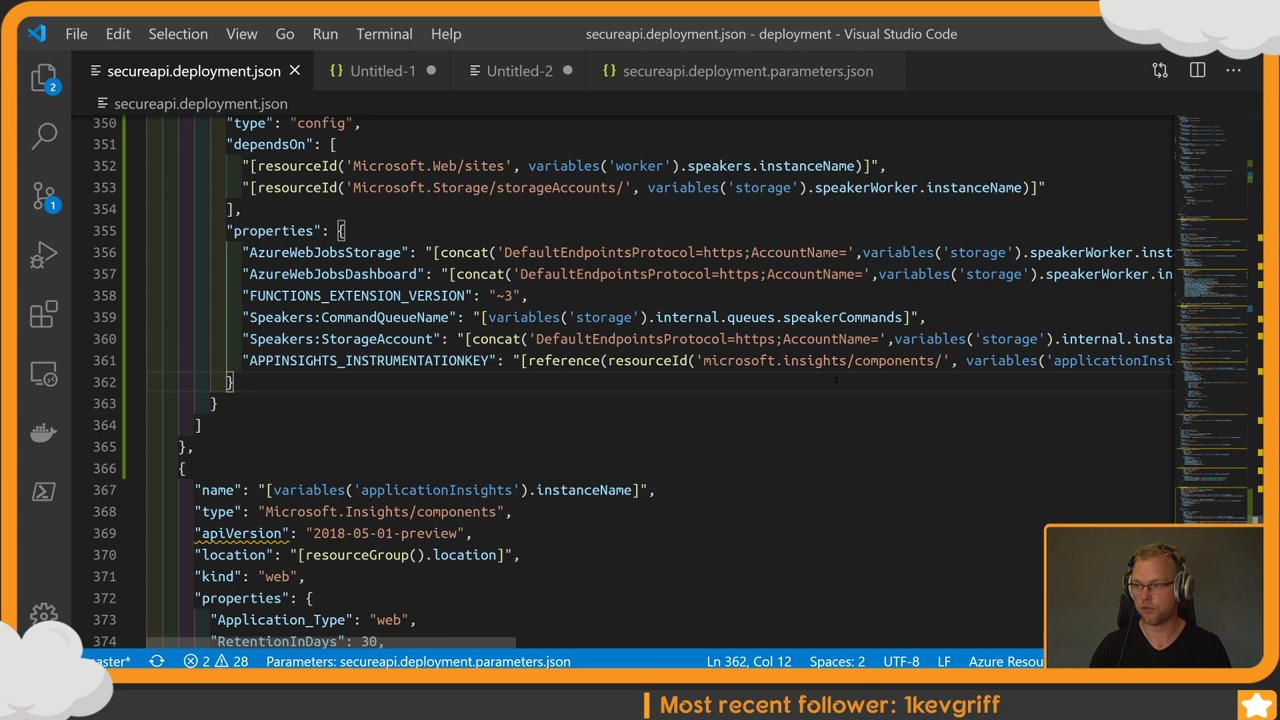 File Edit Selection View Go Run Terminal Help
secureapi.deployment.json - deployment - Visual Studio Code
secureapi.deployment.json Untitled-1 Untitled-2 secureapi.deployment.parameters.json
secureapi.deployment.json
2
1
350 "type": "config",
351 "dependsOn": [
352 "[resourceId('Microsoft.Web/sites', variables('worker').speakers.instanceName)]",
353 "[resourceId('Microsoft.Storage/storageAccounts/', variables('storage').speakerWorker.instanceName)]"
354 ],
355 "properties": {
356 "AzureWebJobsStorage": "[concat('DefaultEndpointsProtocol=https;AccountName=',variables('storage').speakerWorker.inst
357 "AzureWebJobsDashboard": "[concat('DefaultEndpointsProtocol=https;AccountName=',variables('storage').speakerWorker.in
358 "FUNCTIONS_EXTENSION_VERSION": "~3",
359 "Speakers:CommandQueueName": "[variables('storage').internal.queues.speakerCommands]",
360 "Speakers:StorageAccount": "[concat('DefaultEndpointsProtocol=https;AccountName=',variables('storage').internal.insta
361 "APPINSIGHTS_INSTRUMENTATIONKEY": "[reference(resourceId('microsoft.insights/components/', variables('applicationInsi
362 }
363 }
364 ]
365 },
366 {
367 "name": "[variables('applicationInsights').instanceName]",
368 "type": "Microsoft.Insights/components",
369 "apiVersion": "2018-05-01-preview",
370 "location": "[resourceGroup().location]",
371 "kind": "web",
372 "properties": {
373 "Application_Type": "web",
374 "RetentionInDays": 30,
aster* 2 28 Parameters: secureapi.deployment.parameters.json Ln 362, Col 12 Spaces: 2 UTF-8 LF Azure Resou
Most recent follower: 1kevgriff